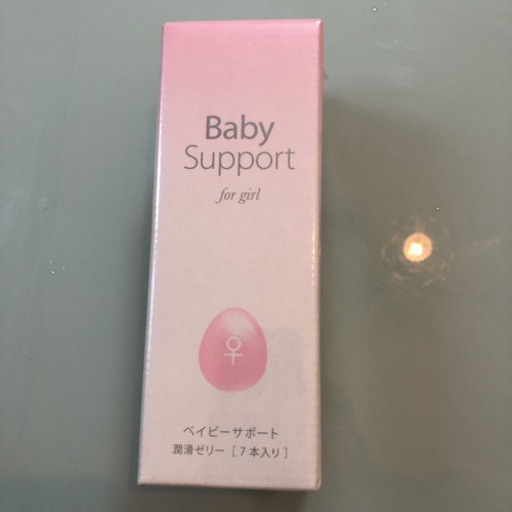 Baby
Support
for girl
ベイビーサポート
潤滑ゼリー [ 7本入り ]